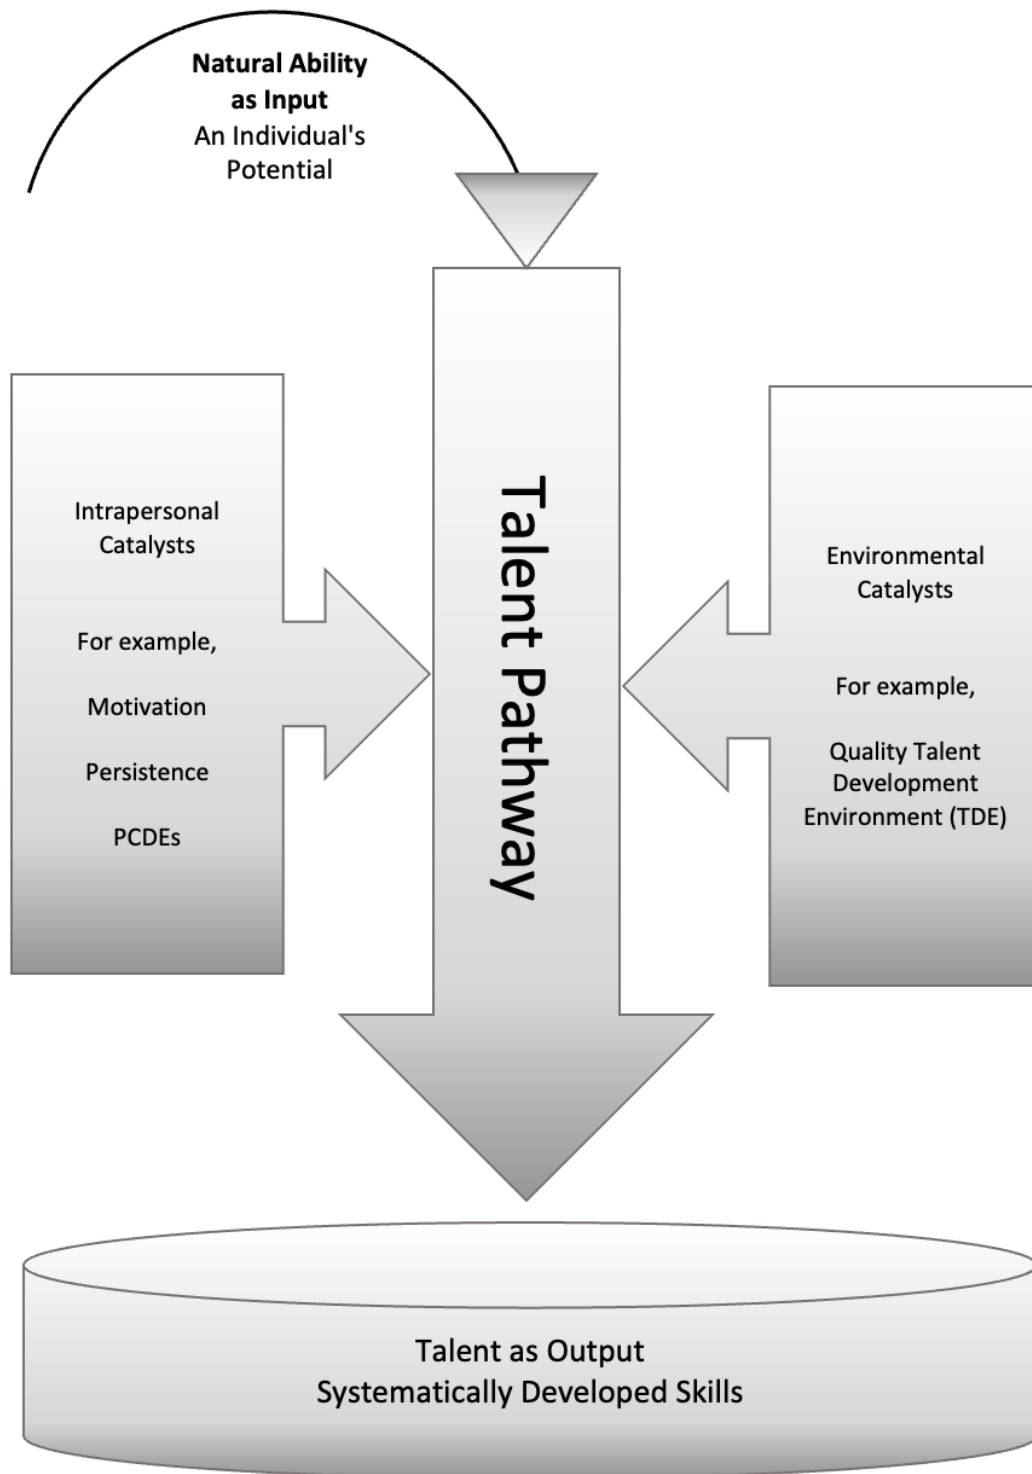 Natural Ability
as Input
An Individual's
Potential
Intrapersonal
Catalysts
For example,
Motivation
Persistence
PCDEs
Talent Pathway
Environmental
Catalysts
For example,
Quality Talent
Development
Environment (TDE)
Talent as Output
Systematically Developed Skills